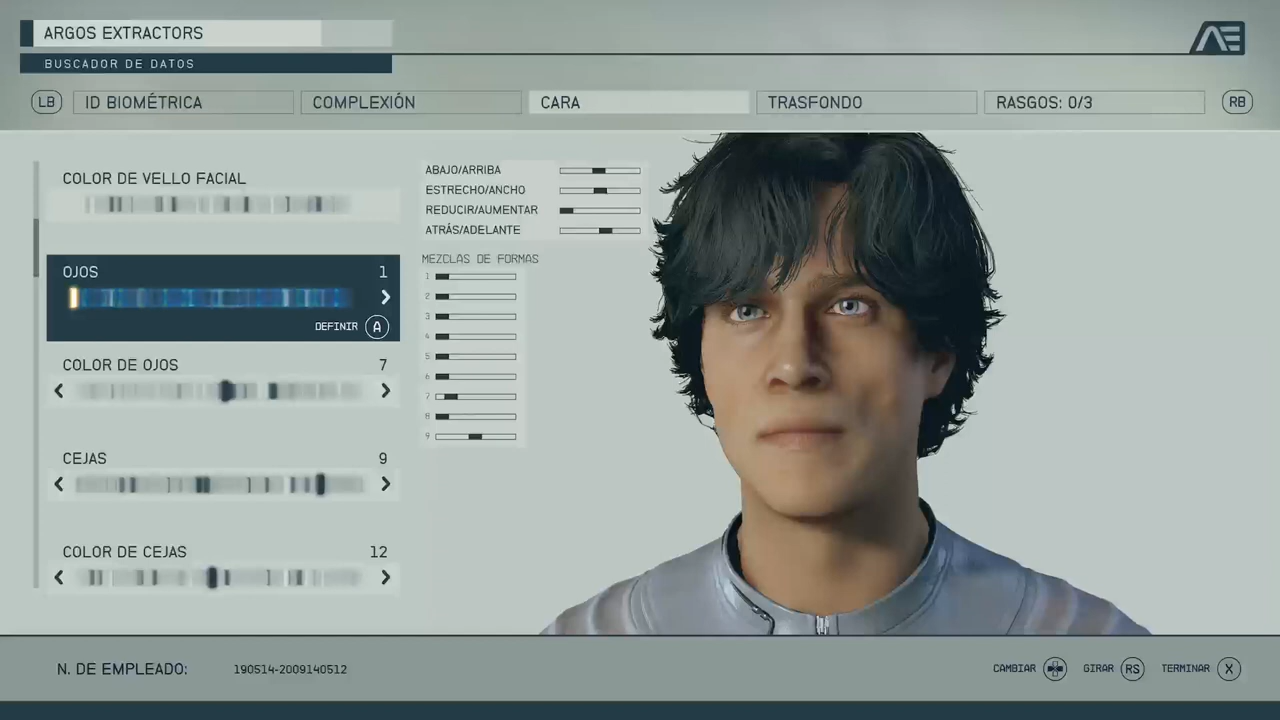 ARGOS EXTRACTORS
BUSCADOR DE DATOS
LB ID BIOMÉTRICA COMPLEXIÓN CARA TRASFONDO RASGOS: 0/3 RB
COLOR DE VELLO FACIAL
OJOS 1
DEFINIR A
COLOR DE OJOS 7
CEJAS 9
COLOR DE CEJAS 12
ABAJO/ARRIBA
ESTRECHO/ANCHO
REDUCIR/AUMENTAR
ATRÁS/ADELANTE
MEZCLAS DE FORMAS
1
2
3
4
5
6
7
8
9
AE
N. DE EMPLEADO: 190514-2009140512
CAMBIAR GIRAR RS TERMINAR X